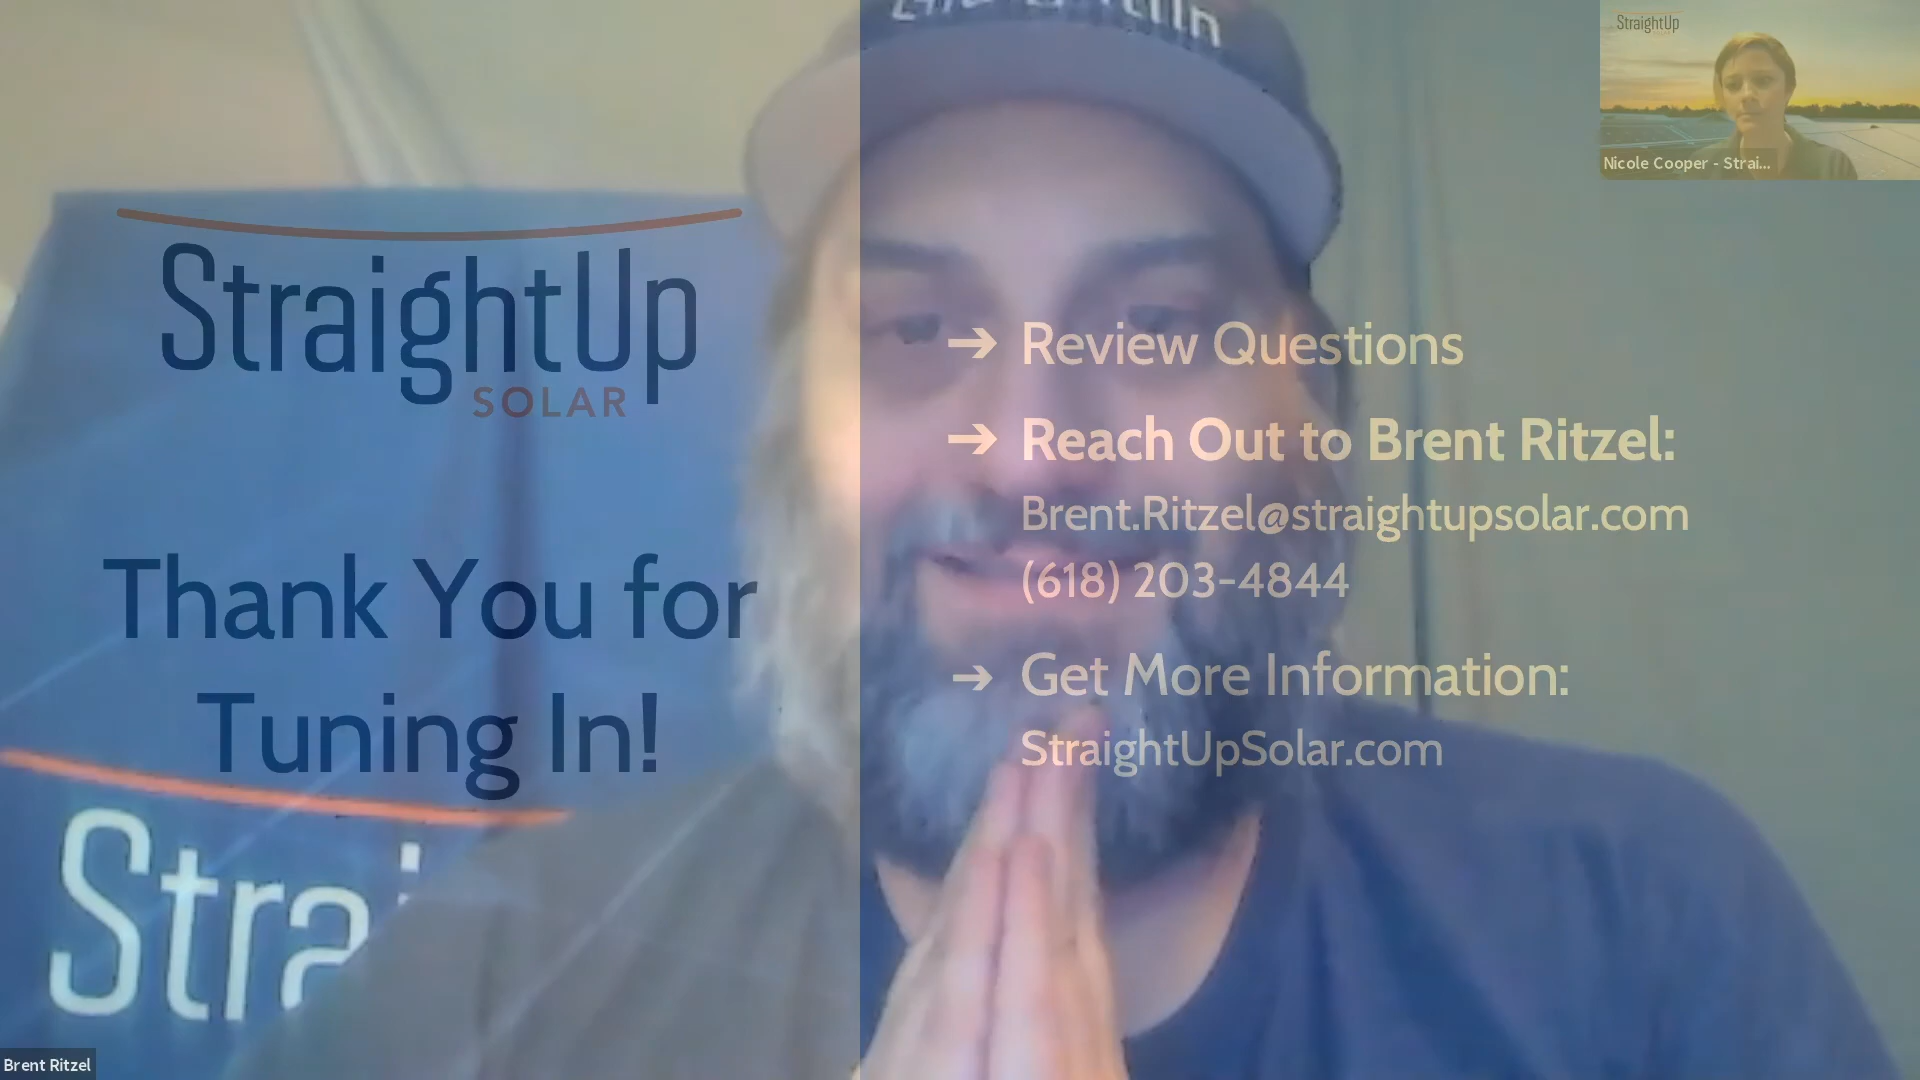 StraightUp
Nicole Cooper - Strai...
StraightUp
SOLAR
Thank You for
Tuning In!
→ Review Questions
→ Reach Out to Brent Ritzel:
Brent.Ritzel@straightupsolar.com
(618) 203-4844
→ Get More Information:
StraightUpSolar.com
Strai
Brent Ritzel